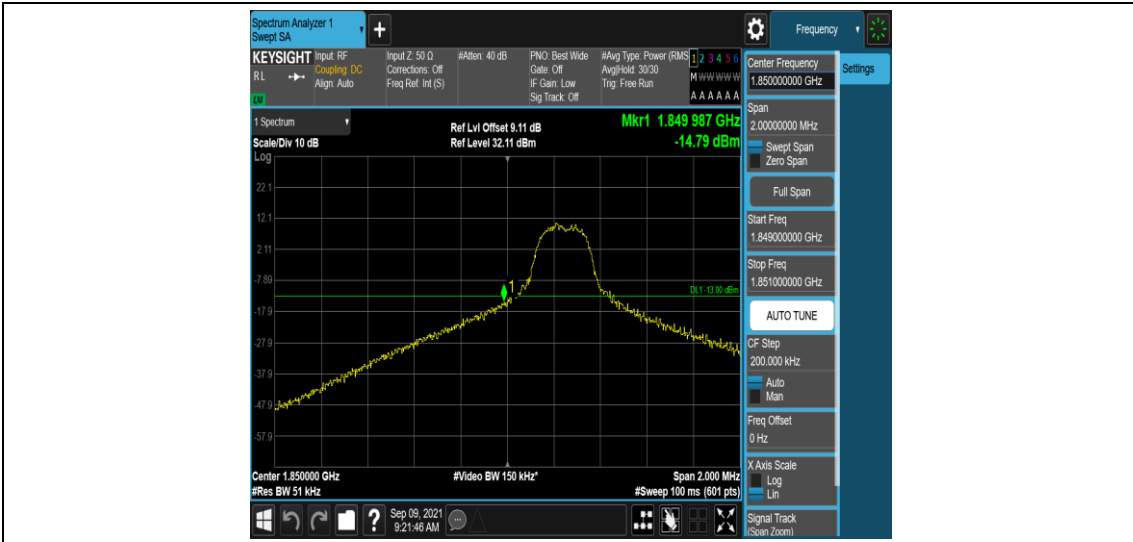 Spectrum Analyzer 1
Swept SA
+
Frequency
KEYSIGHT Input: RF Input Z: 50 Ω #Atten: 40 dB PNO: Best Wide #Avg Type: Power (RMS 1 2 3 4 5 6
RL Coupling: DC Corrections: Off Gate: Off Avg|Hold: 30/30 M W W W W W
Align: Auto Freq Ref: Int (S) IF Gain: Low Trig: Free Run
LXI Sig Track: Off A A A A A A
1 Spectrum
Ref Lvl Offset 9.11 dB Mkr1 1.849 987 GHz
Scale/Div 10 dB Ref Level 32.11 dBm -14.79 dBm
Log
22.1
12.1
2.11
-7.89
1
DL1 -13.00 dBm
-17.9
-27.9
-37.9
-47.9
-57.9
Center 1.850000 GHz #Video BW 150 kHz* Span 2.000 MHz
#Res BW 51 kHz #Sweep 100 ms (601 pts)
Center Frequency
1.850000000 GHz
Settings
Span
2.00000000 MHz
Swept Span
Zero Span
Full Span
Start Freq
1.849000000 GHz
Stop Freq
1.851000000 GHz
AUTO TUNE
CF Step
200.000 kHz
Auto
Man
Freq Offset
0 Hz
X Axis Scale
Log
Lin
Signal Track
(Span Zoom)
?
Sep 09, 2021
9:21:46 AM